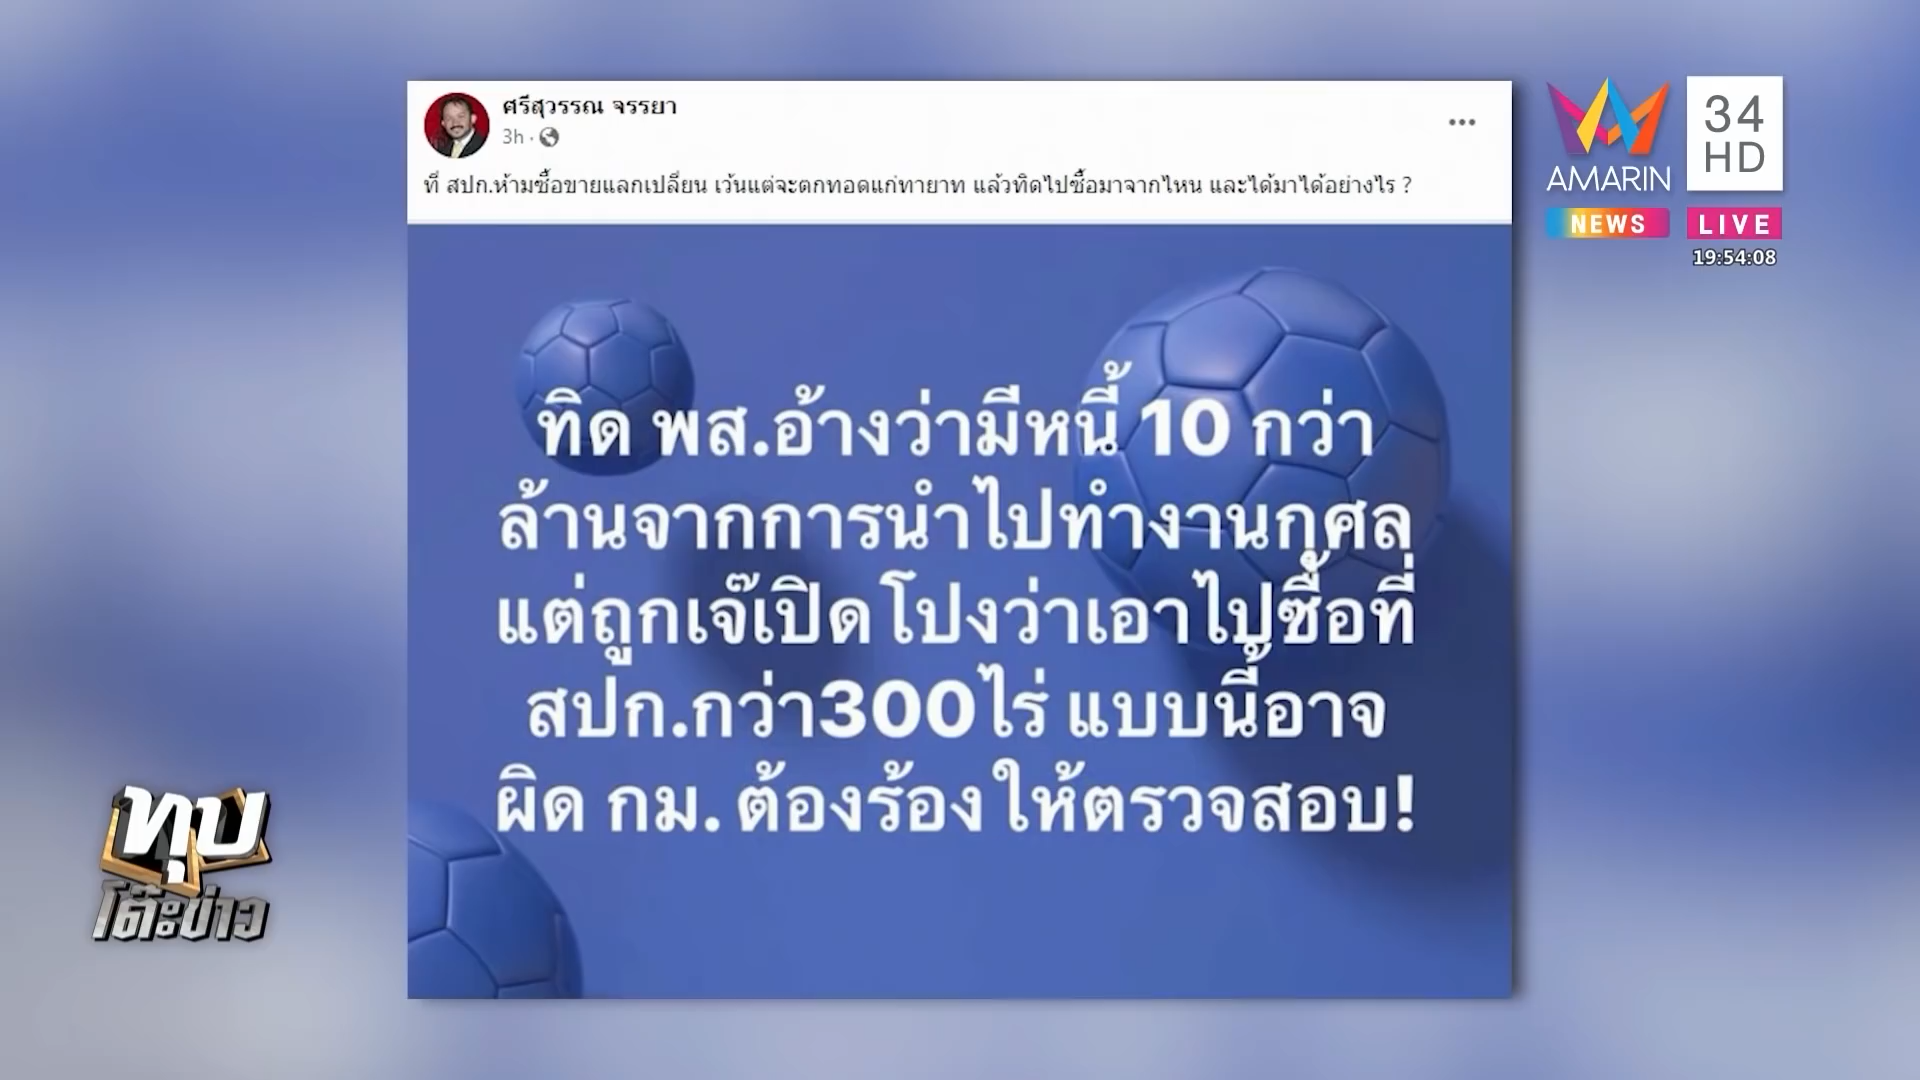 ศรีสุวรรณ จรรยา
3h ·
ที่ สปก.ห้ามซื้อขายแลกเปลี่ยน เว้นแต่จะตกทอดแก่ทายาท แล้วทิดไปซื้อมาจากไหน และได้มาได้อย่างไร ?
ทิด พส.อ้างว่ามีหนี้ 10 กว่า
ล้านจากการนำไปทำงานกุศล
แต่ถูกเจ๊เปิดโปงว่าเอาไปซื้อที่
สปก.กว่า300ไร่ แบบนี้อาจ
ผิด กม. ต้องร้องให้ตรวจสอบ!
AMARIN
NEWS
34
HD
LIVE
19:54:08
ทุบ
โต๊ะข่าว